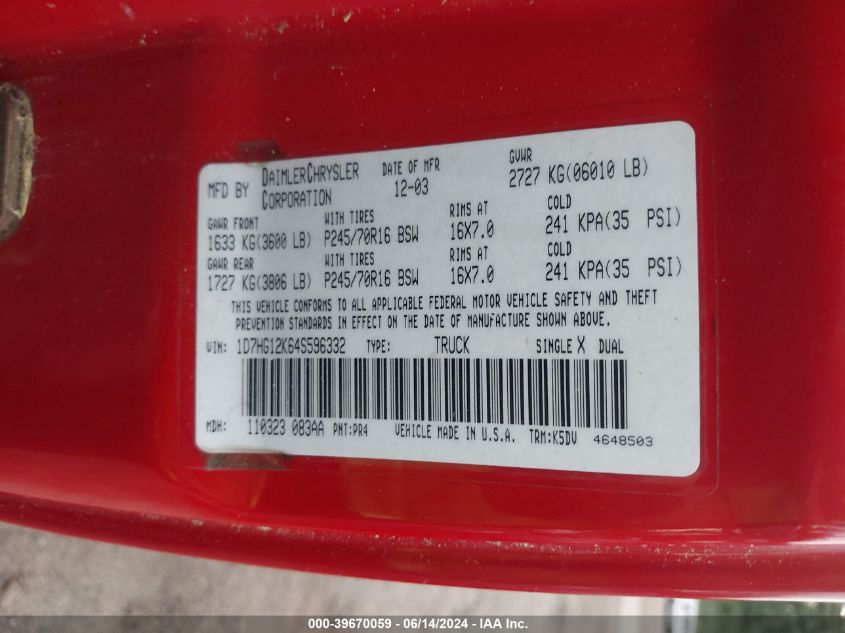 MFD BY DAIMLERCHRYSLER CORPORATION DATE OF MFR 12-03 GVWR 2727 KG(06010 LB)
GAWR FRONT WITH TIRES RIMS AT COLD
1633 KG(3600 LB) P245/70R16 BSW 16X7.0 241 KPA(35 PSI)
GAWR REAR WITH TIRES RIMS AT COLD
1727 KG(3806 LB) P245/70R16 BSW 16X7.0 241 KPA(35 PSI)
THIS VEHICLE CONFORMS TO ALL APPLICABLE FEDERAL MOTOR VEHICLE SAFETY AND THEFT
PREVENTION STANDARDS IN EFFECT ON THE DATE OF MANUFACTURE SHOWN ABOVE.
VIN: 1D7HG12K64S596332 TYPE: TRUCK SINGLE X DUAL
MDH: 110323 083AA PNT:PR4 VEHICLE MADE IN U.S.A. TRM:K5DV 4648503
000-39670059 - 06/14/2024 - IAA Inc.